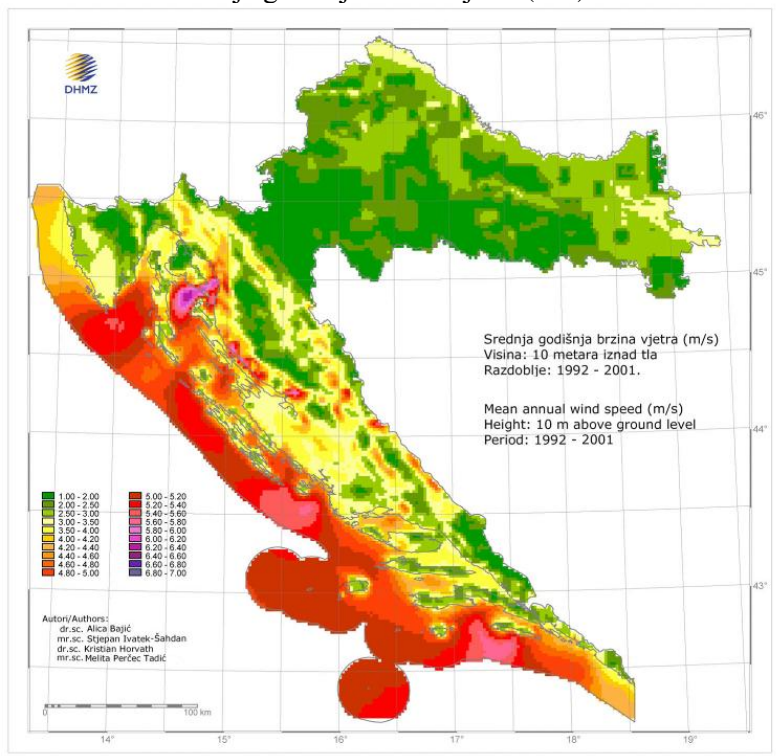 DHMZ
46°
45°
Srednja godišnja brzina vjetra (m/s)
Visina: 10 metara iznad tla
Razdoblje: 1992 - 2001.
Mean annual wind speed (m/s)
Height: 10 m above ground level
Period: 1992 - 2001
44°
1.00 - 2.00
2.00 - 2.50
2.50 - 3.00
3.00 - 3.50
3.50 - 4.00
4.00 - 4.20
4.20 - 4.40
4.40 - 4.60
4.60 - 4.80
4.80 - 5.00
5.00 - 5.20
5.20 - 5.40
5.40 - 5.60
5.60 - 5.80
5.80 - 6.00
6.00 - 6.20
6.20 - 6.40
6.40 - 6.60
6.60 - 6.80
6.80 - 7.00
43°
Autori/Authors:
dr.sc. Alica Bajić
mr.sc. Stjepan Ivatek-Šahdan
dr.sc. Kristian Horvath
mr.sc. Melita Perčec Tadić
0
100 km
14°
15°
16°
17°
18°
19°